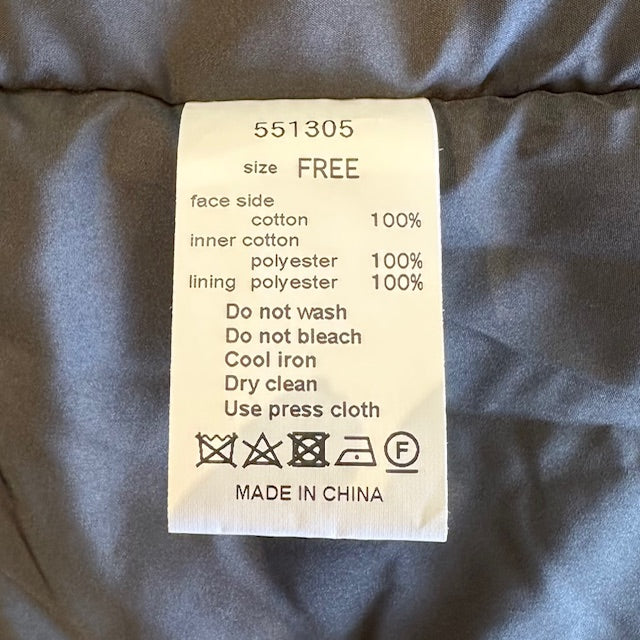 551305
size FREE
face side
cotton 100%
inner cotton
polyester 100%
lining polyester 100%
Do not wash
Do not bleach
Cool iron
Dry clean
Use press cloth
F
MADE IN CHINA